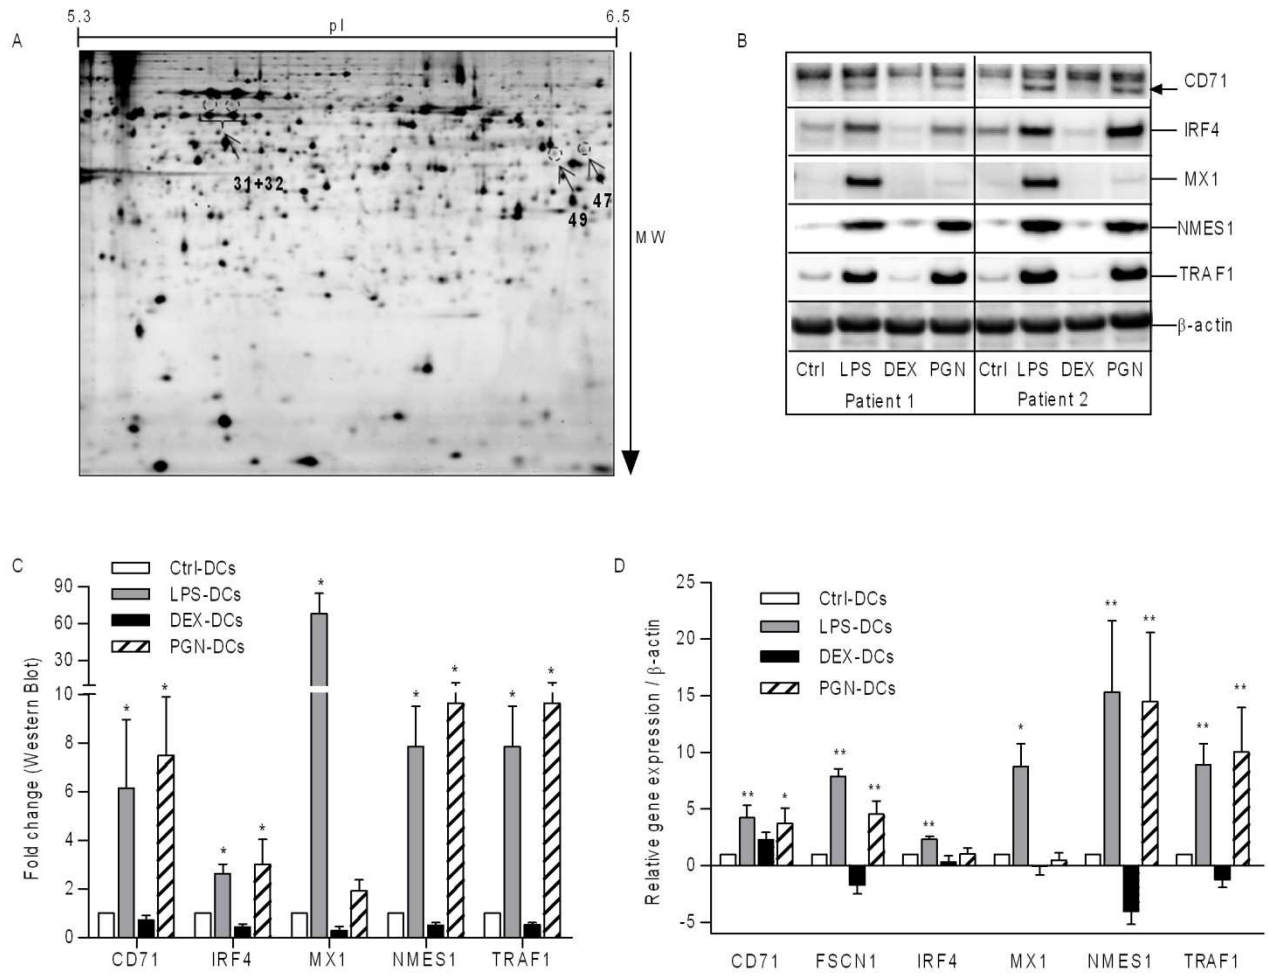 A
5.3
pI
6.5
31+32
47
49
MW
B
CD71
IRF4
MX1
NMES1
TRAF1
β-actin
Ctrl LPS DEX PGN Ctrl LPS DEX PGN
Patient 1 Patient 2
C
Ctrl-DCs
LPS-DCs
DEX-DCs
PGN-DCs
Fold change (Western Blot)
90
60
30
10
8
6
4
2
0
* * * * * * * * *
CD71 IRF4 MX1 NMES1 TRAF1
D
Ctrl-DCs
LPS-DCs
DEX-DCs
PGN-DCs
Relative gene expression / β-actin
25
20
15
10
5
0
-5
** * ** ** ** * ** ** ** **
CD71 FSCN1 IRF4 MX1 NMES1 TRAF1